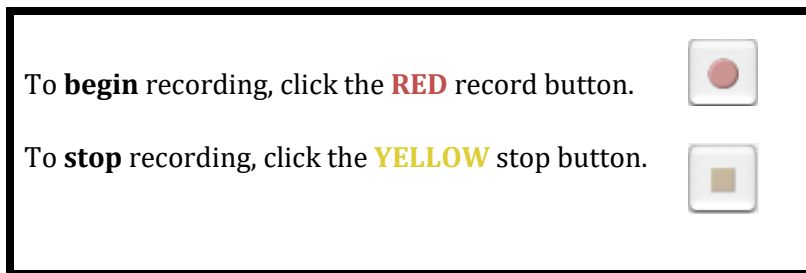 To begin recording, click the RED record button.
To stop recording, click the YELLOW stop button.